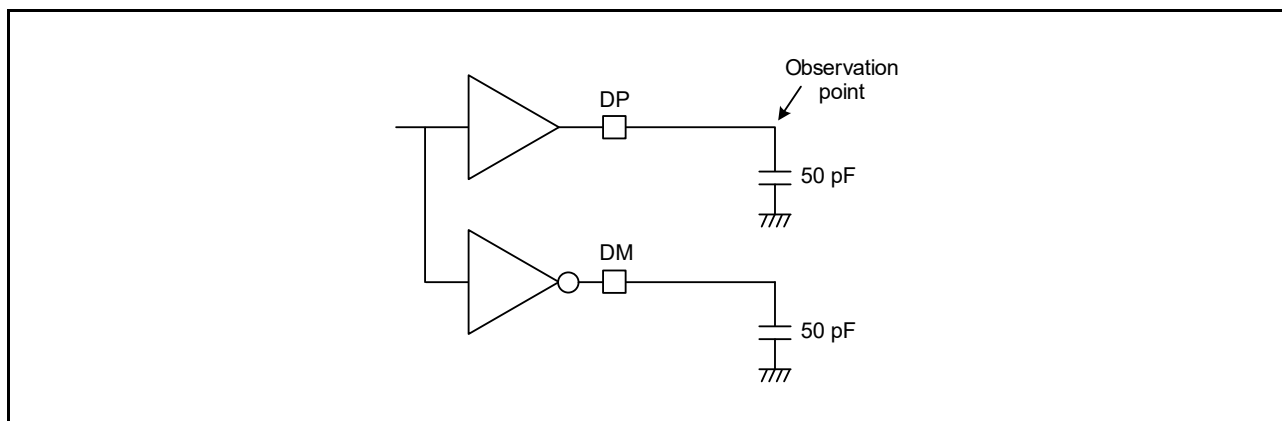 Observation
point
DP
50 pF
DM
50 pF